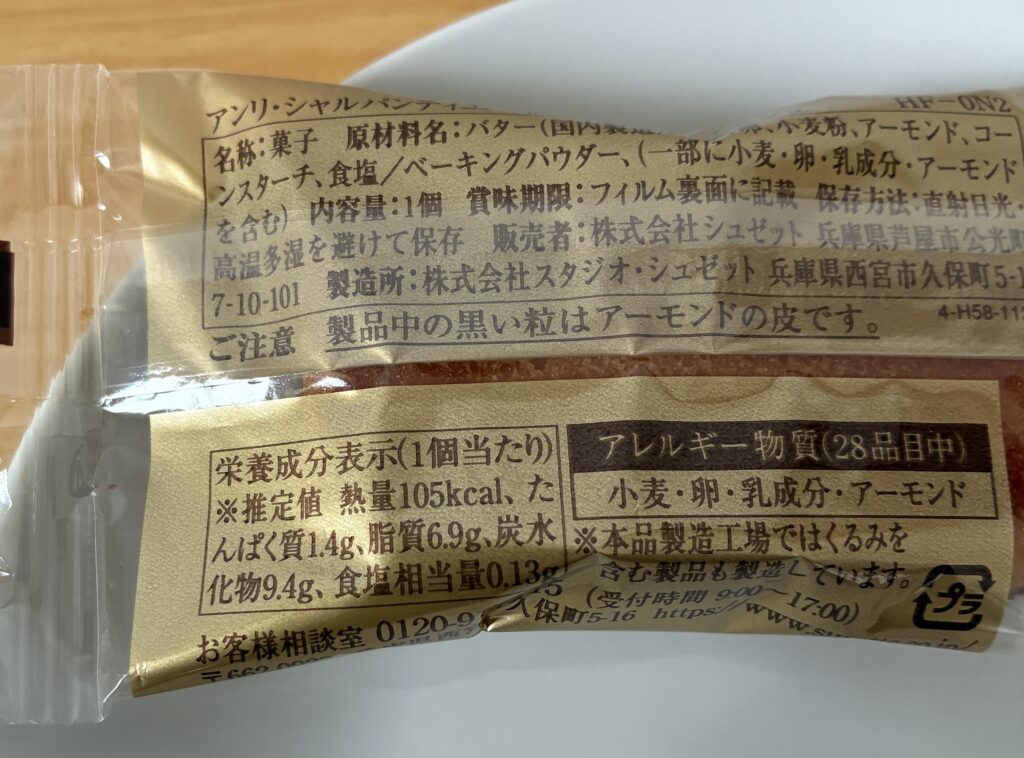 アンリ・シャルパンティエ
HF-0N2
名称:菓子 原材料名:バター(国内製造)、小麦粉、アーモンド、コー
ンスターチ、食塩/ベーキングパウダー、(一部に小麦・卵・乳成分・アーモンド
を含む) 内容量:1個 賞味期限:フィルム裏面に記載 保存方法:直射日光・
高温多湿を避けて保存 販売者:株式会社シュゼット 兵庫県芦屋市公光町
7-10-101 製造所:株式会社スタジオ・シュゼット 兵庫県西宮市久保町5-1
4-H58-112
ご注意 製品中の黒い粒はアーモンドの皮です。
栄養成分表示(1個当たり)
※推定値 熱量105kcal、た
んぱく質1.4g、脂質6.9g、炭水
化物9.4g、食塩相当量0.13g
アレルギー物質(28品目中)
小麦・卵・乳成分・アーモンド
※本品製造工場ではくるみを
含む製品も製造しています。
プラ
お客様相談室 0120-9
(受付時間 9:00〜17:00)
久保町5-16 https://www.su